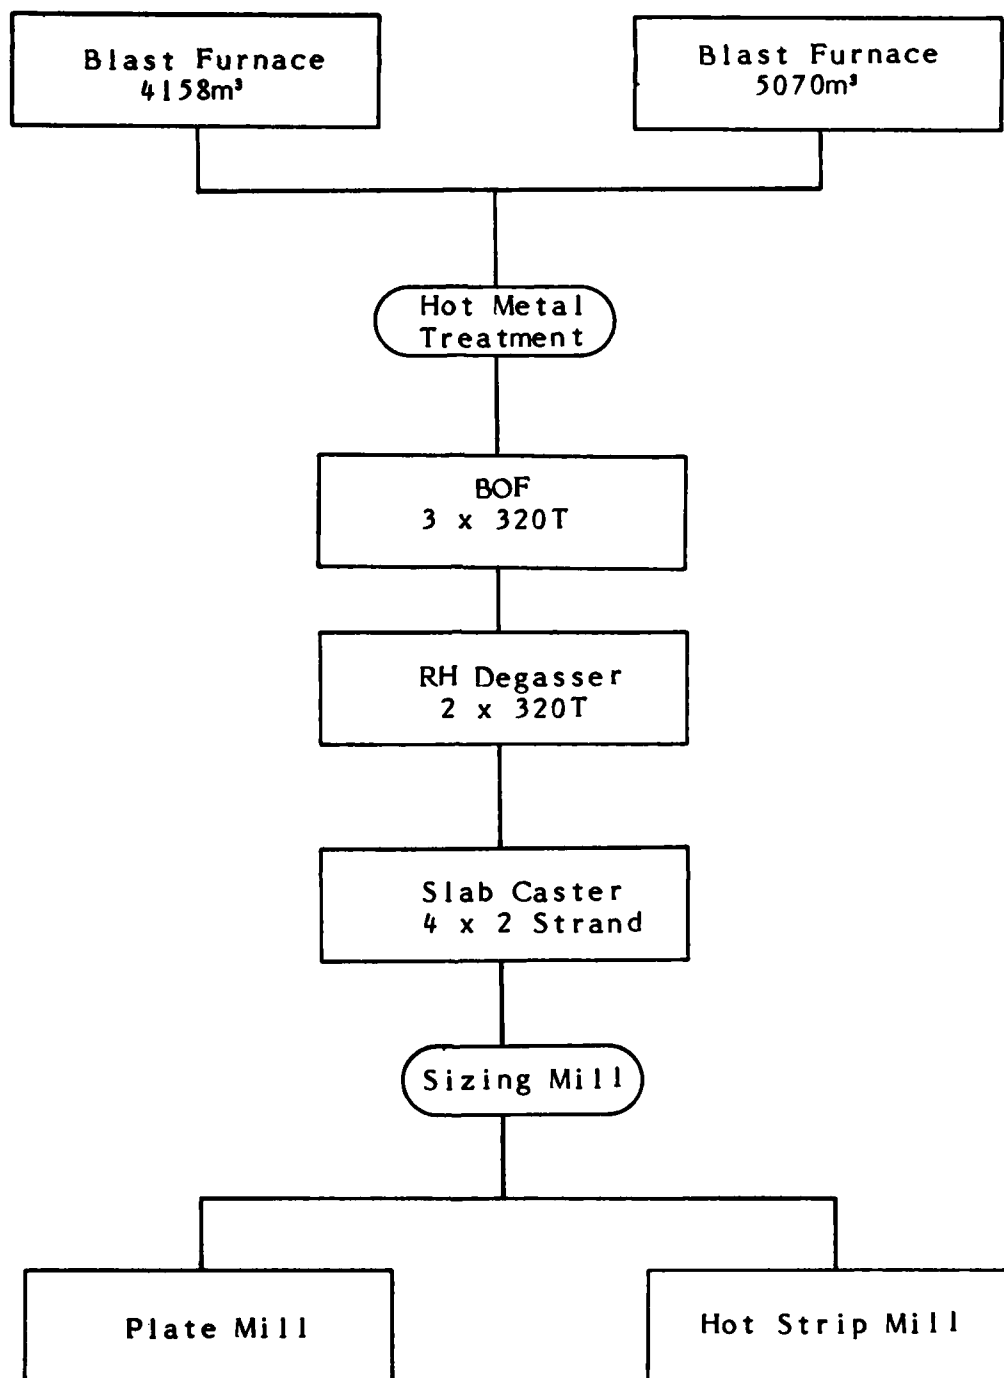 Blast Furnace
4158m³
Blast Furnace
5070m³
Hot Metal
Treatment
BOF
3 x 320T
RH Degasser
2 x 320T
Slab Caster
4 x 2 Strand
Sizing Mill
Plate Mill
Hot Strip Mill